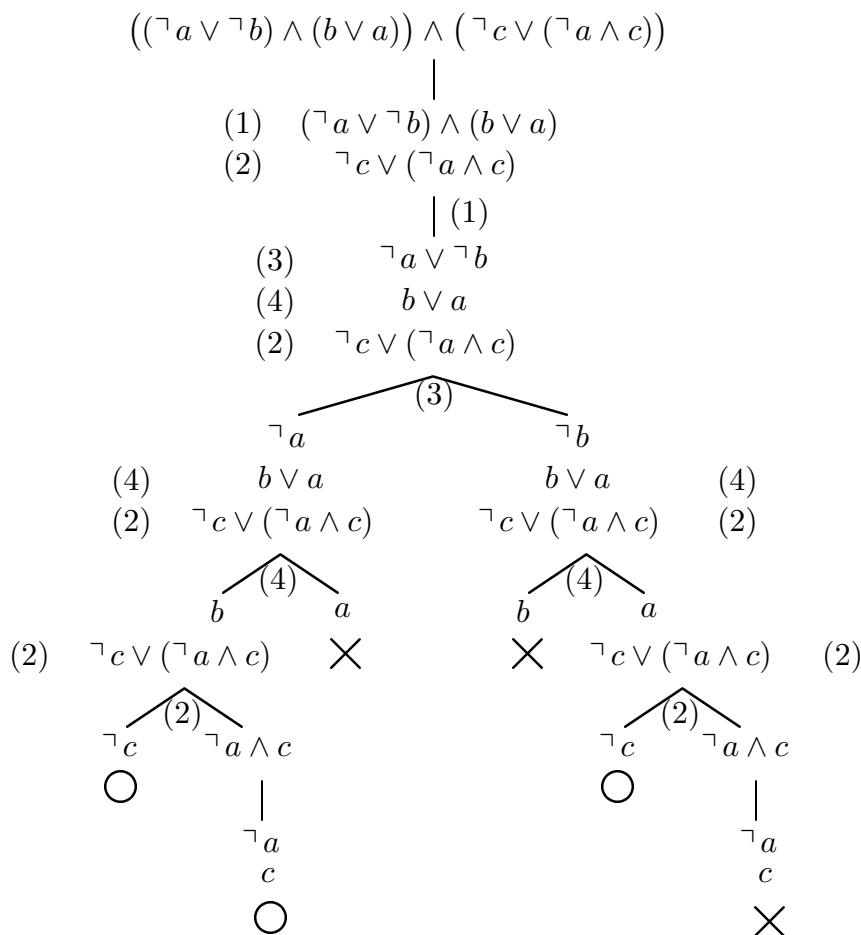 ((¬a ∨ ¬b) ∧ (b ∨ a)) ∧ (¬c ∨ (¬a ∧ c))
(1) (¬a ∨ ¬b) ∧ (b ∨ a)
(2) ¬c ∨ (¬a ∧ c)
(1)
(3) ¬a ∨ ¬b
(4) b ∨ a
(2) ¬c ∨ (¬a ∧ c)
(3)
¬a ¬b
(4) b ∨ a b ∨ a (4)
(2) ¬c ∨ (¬a ∧ c) ¬c ∨ (¬a ∧ c) (2)
(4) (4)
b a b a
(2) ¬c ∨ (¬a ∧ c) ¬c ∨ (¬a ∧ c) (2)
(2) (2)
¬c ¬a ∧ c ¬c ¬a ∧ c
¬a ¬a
c c